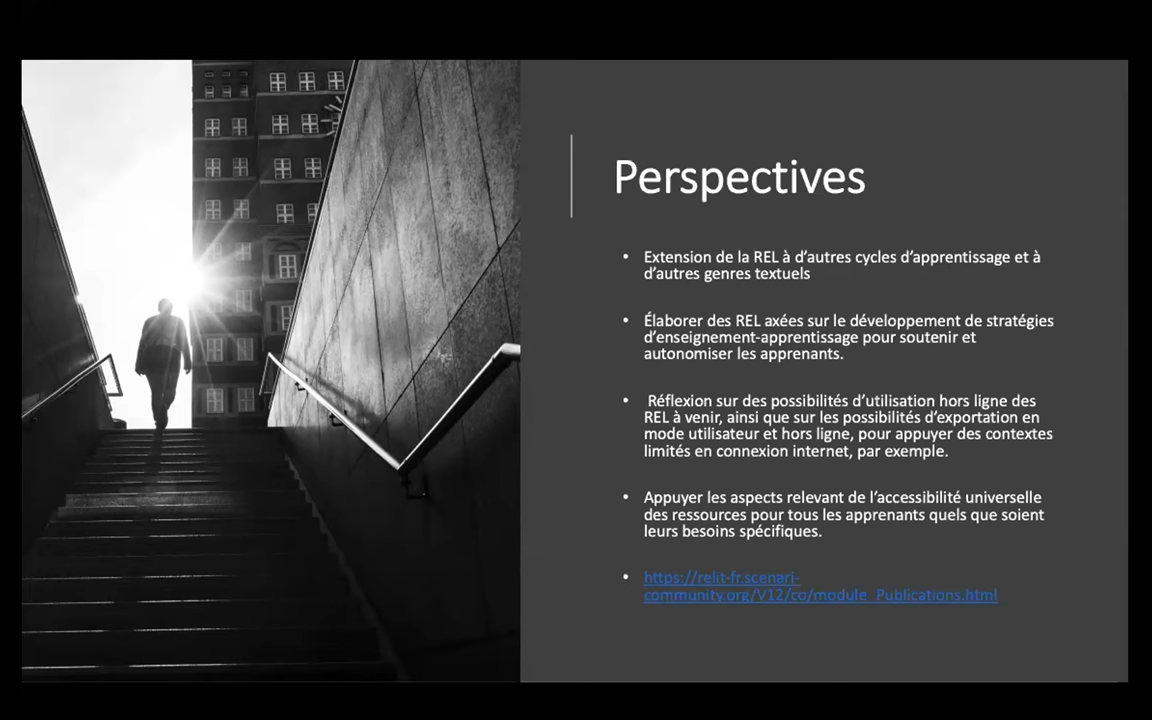 Perspectives
• Extension de la REL à d'autres cycles d'apprentissage et à
d'autres genres textuels
• Élaborer des REL axées sur le développement de stratégies
d'enseignement-apprentissage pour soutenir et
autonomiser les apprenants.
• Réflexion sur des possibilités d'utilisation hors ligne des
REL à venir, ainsi que sur les possibilités d'exportation en
mode utilisateur et hors ligne, pour appuyer des contextes
limités en connexion internet, par exemple.
• Appuyer les aspects relevant de l'accessibilité universelle
des ressources pour tous les apprenants quels que soient
leurs besoins spécifiques.
• https://relit-fr.scenari-
community.org/V12/co/module_Publications.html